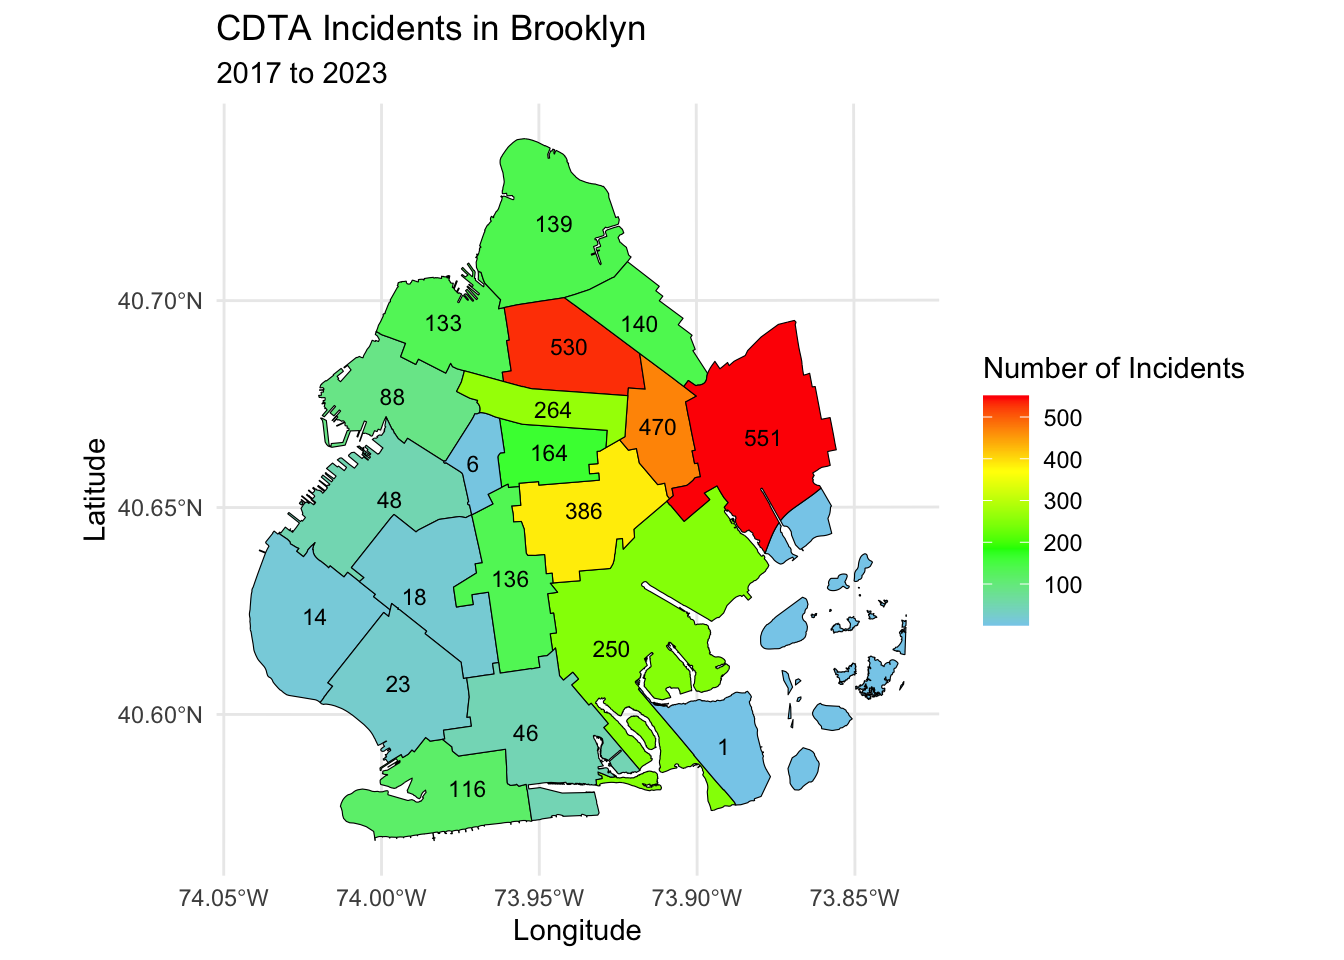 CDTA Incidents in Brooklyn
2017 to 2023
139
40.70°N
133
140
530
Number of Incidents
88
264
470
500
551
164
400
6
Latitude
48
40.65°N
386
300
200
136
100
18
14
250
23
40.60°N
46
1
116
74.05°W 74.00°W 73.95°W 73.90°W 73.85°W
Longitude